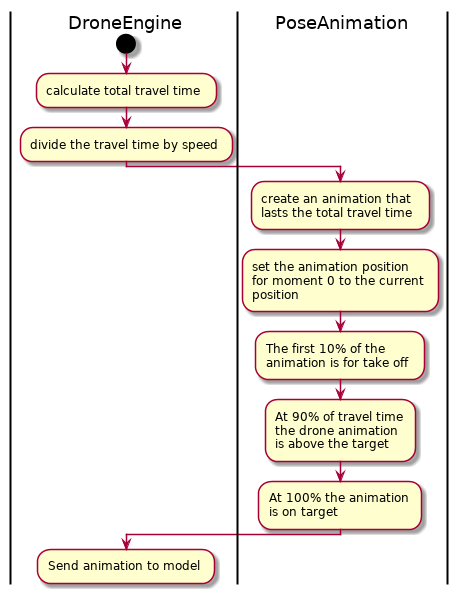 DroneEngine
PoseAnimation
calculate total travel time
divide the travel time by speed
create an animation that
lasts the total travel time
set the animation position
for moment 0 to the current
position
The first 10% of the
animation is for take off
At 90% of travel time
the drone animation
is above the target
At 100% the animation
is on target
Send animation to model